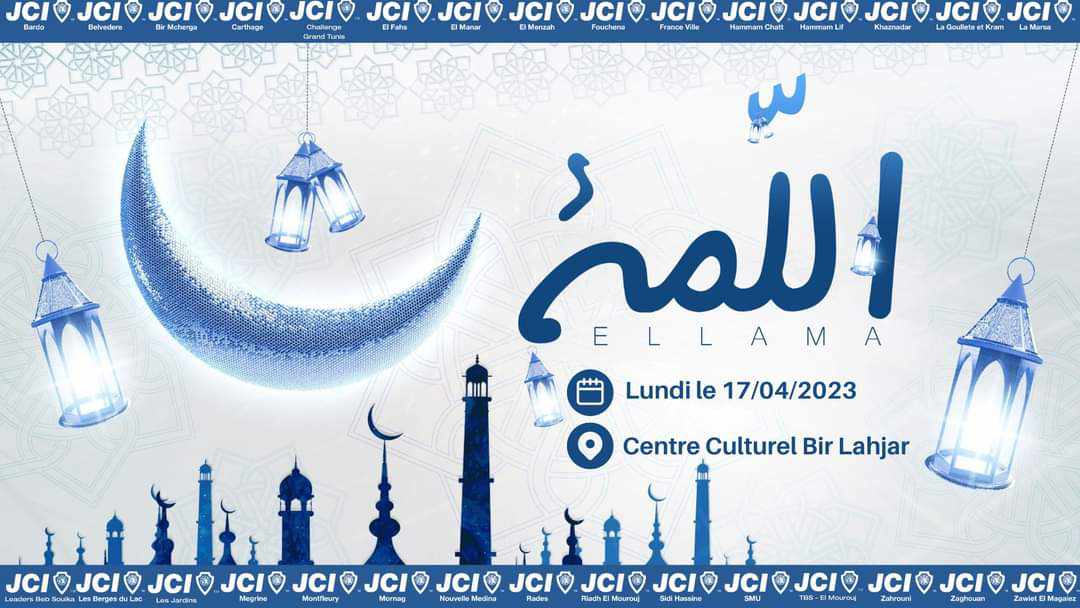 JCI JCI JCI JCI JCI JCI JCI JCI JCI JCI JCI JCI JCI JCI JCI
Bardo Belvedere Bir Mcherga Carthage Challenge Grand Tunis El Fahs El Manar El Menzah Fouchena France Ville Hammam Chatt Hammam Lif Khaznadar La Goullete et Kram La Marsa
اللّمة
ELLAMA
Lundi le 17/04/2023
Centre Culturel Bir Lahjar
JCI JCI JCI JCI JCI JCI JCI JCI JCI JCI JCI JCI JCI JCI JCI
Leaders Beb Souika Les Berges du Lac Les Jardins Megrine Montfleury Mornag Nouvelle Medina Rades Riadh El Mourouj Sidi Hassine SMU TBS - El Mourouj Zahrouni Zaghouan Zawiet El Magaiez